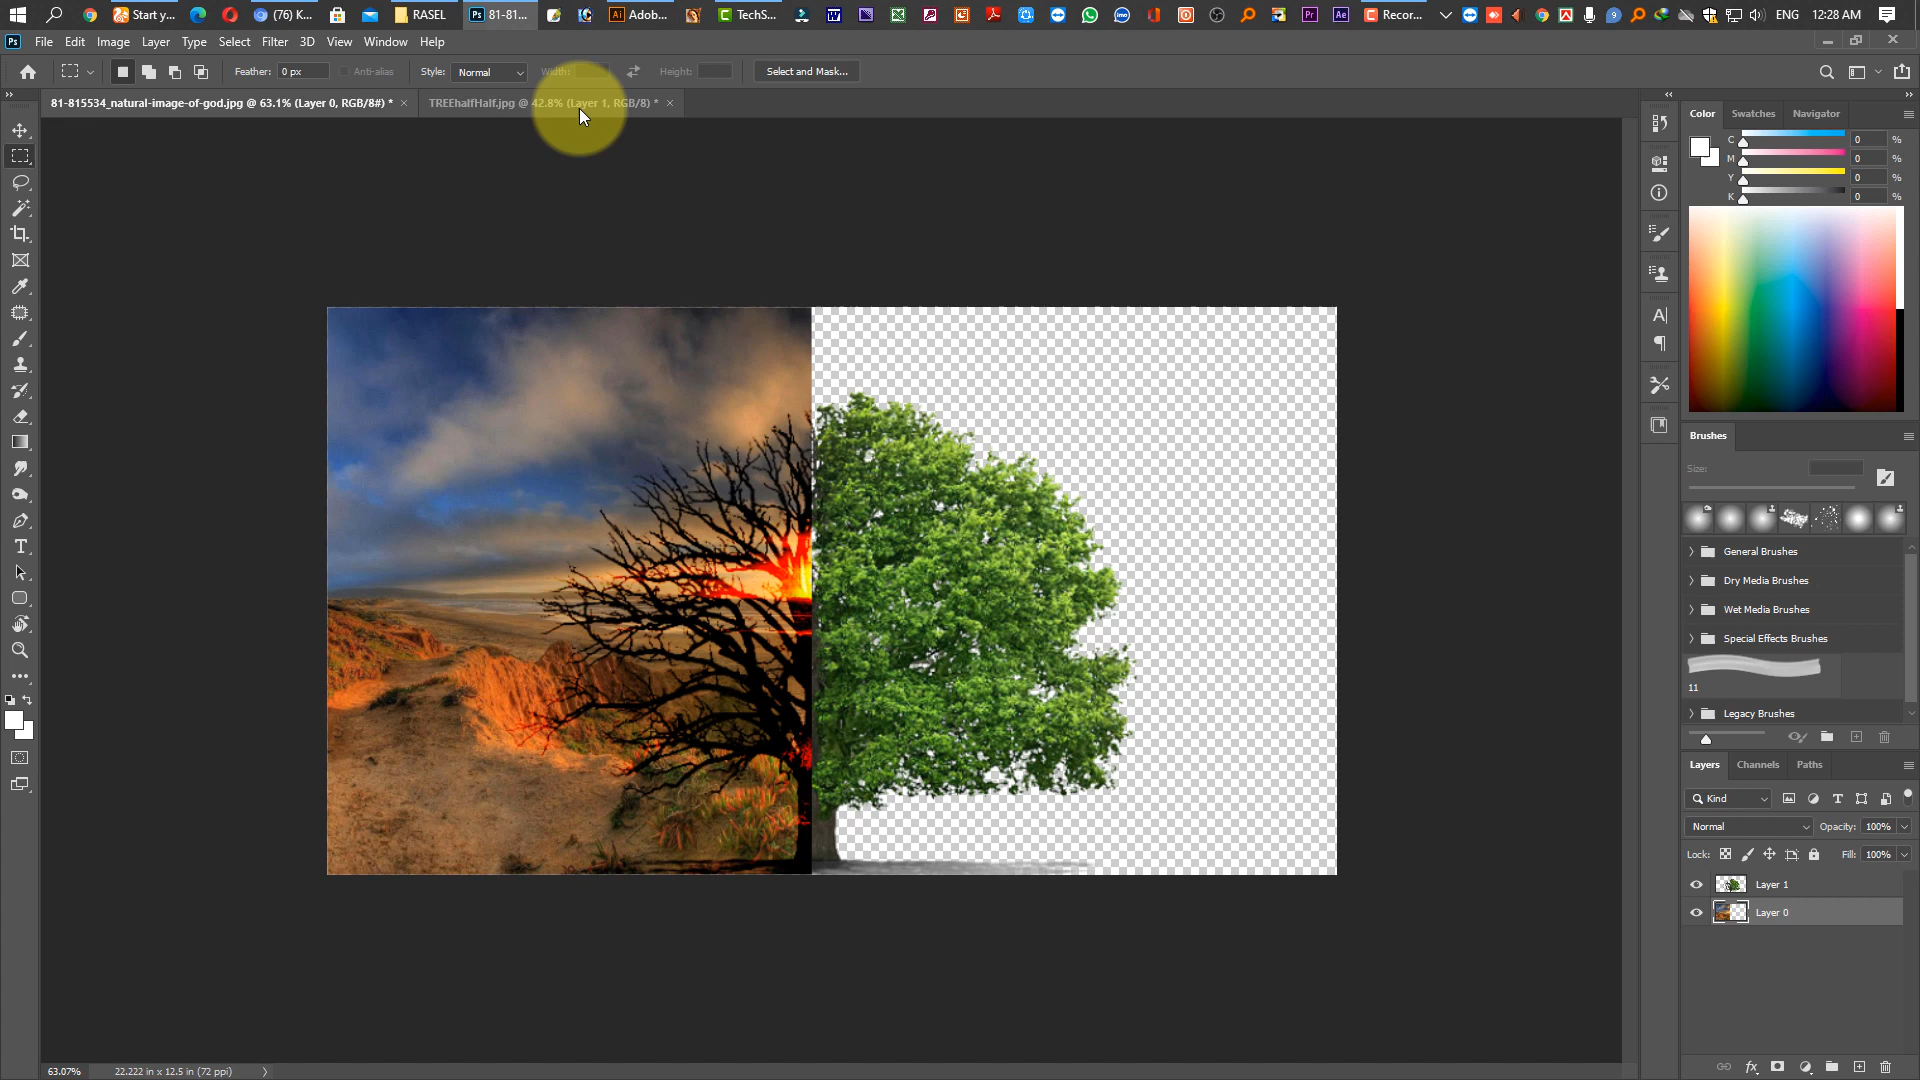 Start y... (76) K... RASEL Ps 81-81... Ai Adob... TechS... Pr Ae Recor... ENG 12:28 AM
Ps File Edit Image Layer Type Select Filter 3D View Window Help
Feather: 0 px Anti-alias Style: Normal Width: Height: Select and Mask...
81-815534_natural-image-of-god.jpg @ 63.1% (Layer 0, RGB/8#) * × TREEhalfHalf.jpg @ 42.8% (Layer 1, RGB/8) * ×
Color Swatches Navigator
C 0 %
M 0 %
Y 0 %
K 0 %
Brushes
Size:
General Brushes
Dry Media Brushes
Wet Media Brushes
Special Effects Brushes
11
Legacy Brushes
Layers Channels Paths
Kind
Normal Opacity: 100%
Lock: Fill: 100%
Layer 1
Layer 0
63.07% 22.222 in x 12.5 in (72 ppi)